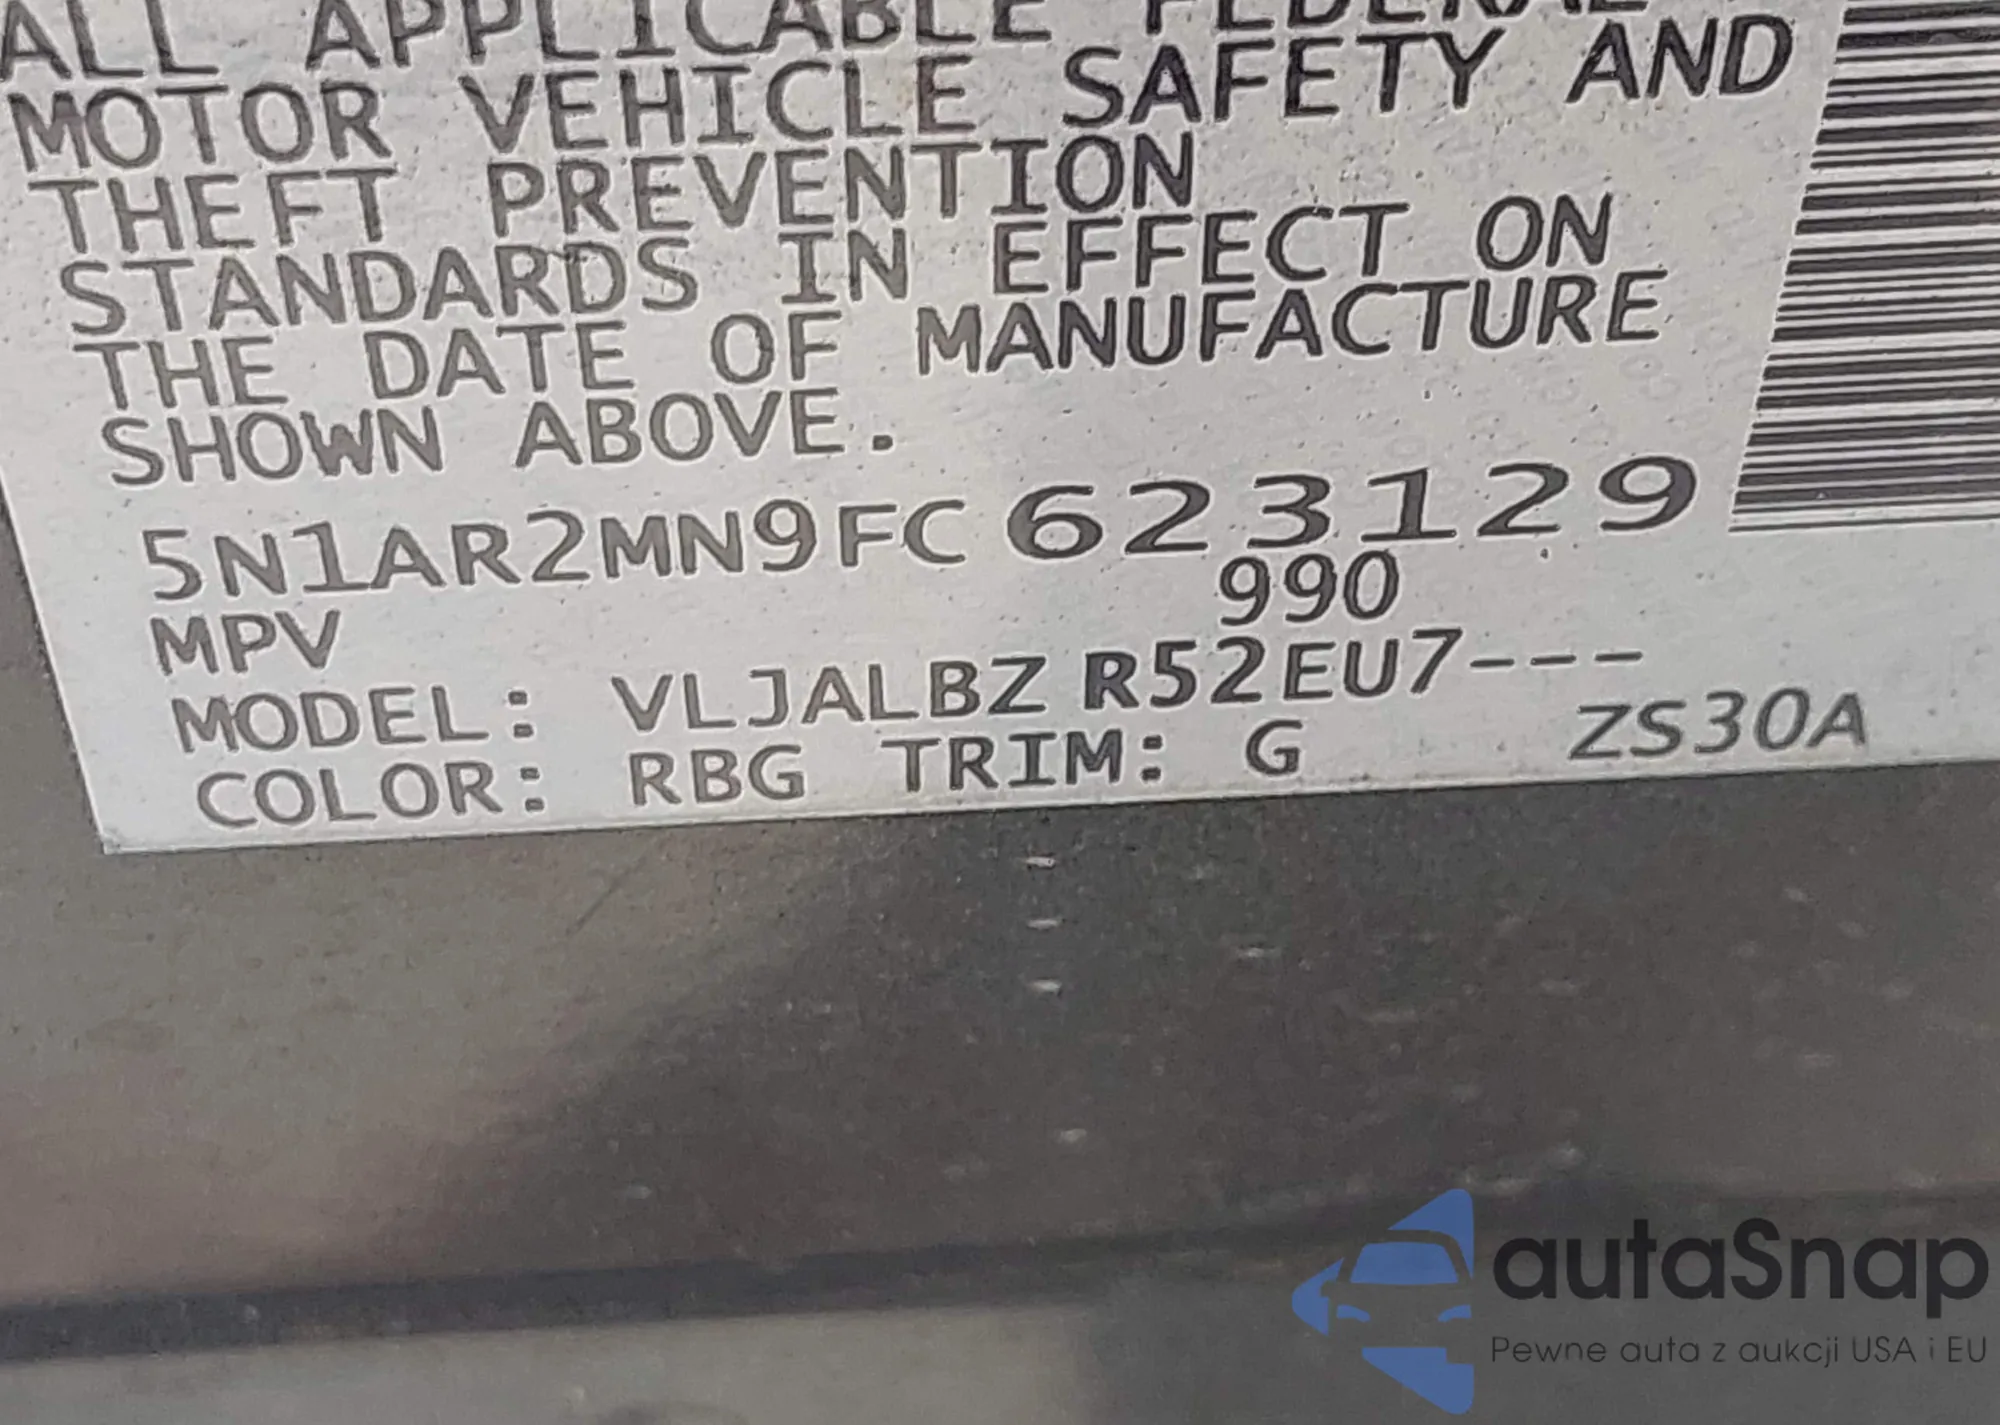 ALL APPLICABLE FEDERAL
MOTOR VEHICLE SAFETY AND
THEFT PREVENTION
STANDARDS IN EFFECT ON
THE DATE OF MANUFACTURE
SHOWN ABOVE.
5N1AR2MN9FC623129
MPV 990
MODEL: VLJALBZ R52EU7---
COLOR: RBG TRIM: G ZS30A
autaSnap
Pewne auta z aukcji USA i EU